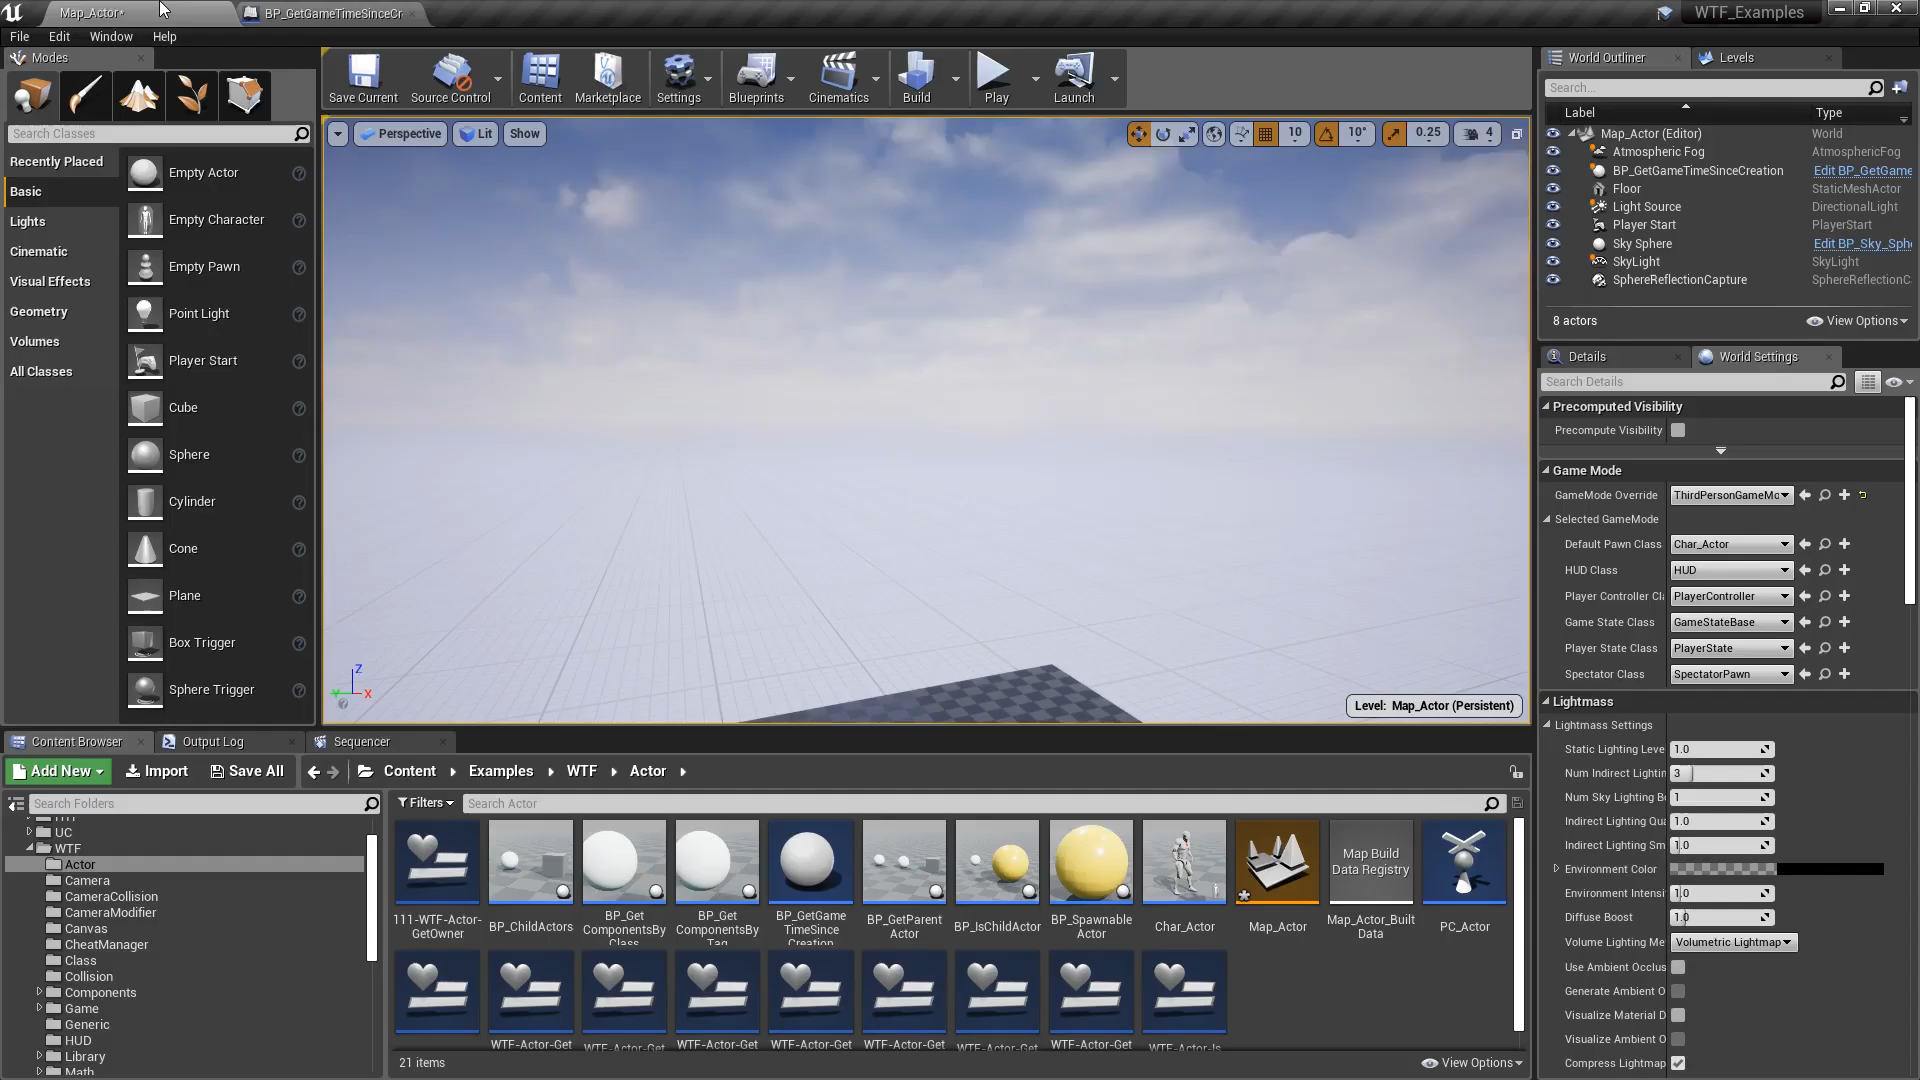 Map_Actor*
BP_GetGameTimeSinceCr
WTF_Examples
File
Edit
Window
Help
Modes
Search Classes
Recently Placed
Basic
Lights
Cinematic
Visual Effects
Geometry
Volumes
All Classes
Empty Actor
Empty Character
Empty Pawn
Point Light
Player Start
Cube
Sphere
Cylinder
Cone
Plane
Box Trigger
Sphere Trigger
Save Current
Source Control
Content
Marketplace
Settings
Blueprints
Cinematics
Build
Play
Launch
Perspective
Lit
Show
10
10°
0.25
4
Z
X
Level: Map_Actor (Persistent)
World Outliner
Levels
Search...
Label
Type
Map_Actor (Editor)
World
Atmospheric Fog
AtmosphericFog
BP_GetGameTimeSinceCreation
Edit BP_GetGame
Floor
StaticMeshActor
Light Source
DirectionalLight
Player Start
PlayerStart
Sky Sphere
Edit BP_Sky_Sph
SkyLight
SkyLight
SphereReflectionCapture
SphereReflectionC
8 actors
View Options
Details
World Settings
Search Details
Precomputed Visibility
Precompute Visibility
Game Mode
GameMode Override
ThirdPersonGameMo
Selected GameMode
Default Pawn Class
Char_Actor
HUD Class
HUD
Player Controller Cl
PlayerController
Game State Class
GameStateBase
Player State Class
PlayerState
Spectator Class
SpectatorPawn
Lightmass
Lightmass Settings
Static Lighting Leve
1.0
Num Indirect Lightin
3
Num Sky Lighting B
1
Indirect Lighting Qu
1.0
Indirect Lighting Sm
1.0
Environment Color
Environment Intensi
1.0
Diffuse Boost
1.0
Volume Lighting Me
Volumetric Lightmap
Use Ambient Occlus
Generate Ambient O
Visualize Material D
Visualize Ambient O
Compress Lightmap
Content Browser
Output Log
Sequencer
Add New
Import
Save All
Content
Examples
WTF
Actor
Search Folders
UC
WTF
Actor
Camera
CameraCollision
CameraModifier
Canvas
CheatManager
Class
Collision
Components
Game
Generic
HUD
Library
Math
Filters
Search Actor
111-WTF-Actor-
GetOwner
BP_ChildActors
BP_Get
ComponentsBy
Class
BP_Get
ComponentsBy
Tag
BP_GetGame
TimeSince
Creation
BP_GetParent
Actor
BP_IsChildActor
BP_Spawnable
Actor
Char_Actor
Map_Actor
Map Build
Data Registry
Map_Actor_Built
Data
PC_Actor
WTF-Actor-Get
WTF-Actor-Get
WTF-Actor-Get
WTF-Actor-Get
WTF-Actor-Get
WTF-Actor-Get
WTF-Actor-Get
WTF-Actor-Is
21 items
View Options